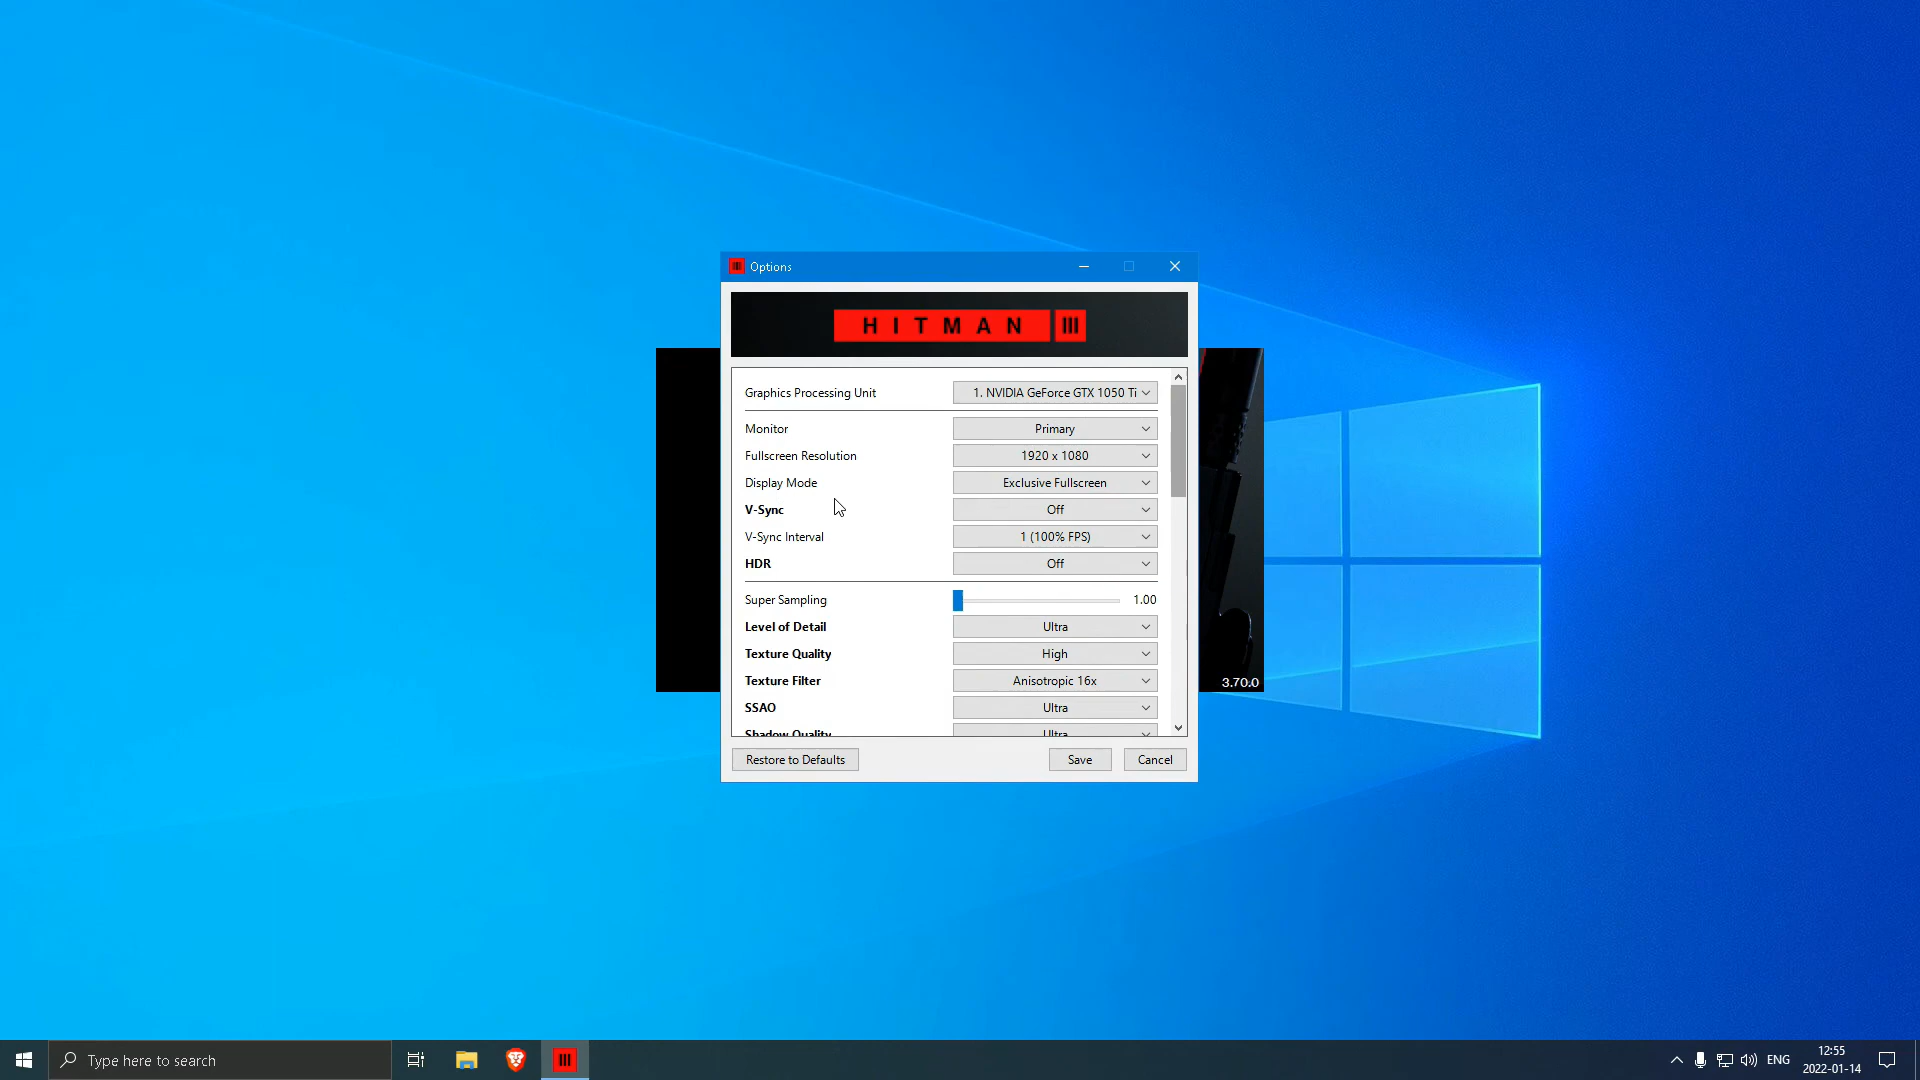 Options
HITMAN III
Graphics Processing Unit 1. NVIDIA GeForce GTX 1050 Ti
Monitor Primary
Fullscreen Resolution 1920 x 1080
Display Mode Exclusive Fullscreen
V-Sync Off
V-Sync Interval 1 (100% FPS)
HDR Off
Super Sampling 1.00
Level of Detail Ultra
Texture Quality High
Texture Filter Anisotropic 16x
SSAO Ultra
Shadow Quality Ultra
3.70.0
Restore to Defaults Save Cancel
Type here to search
ENG
12:55
2022-01-14